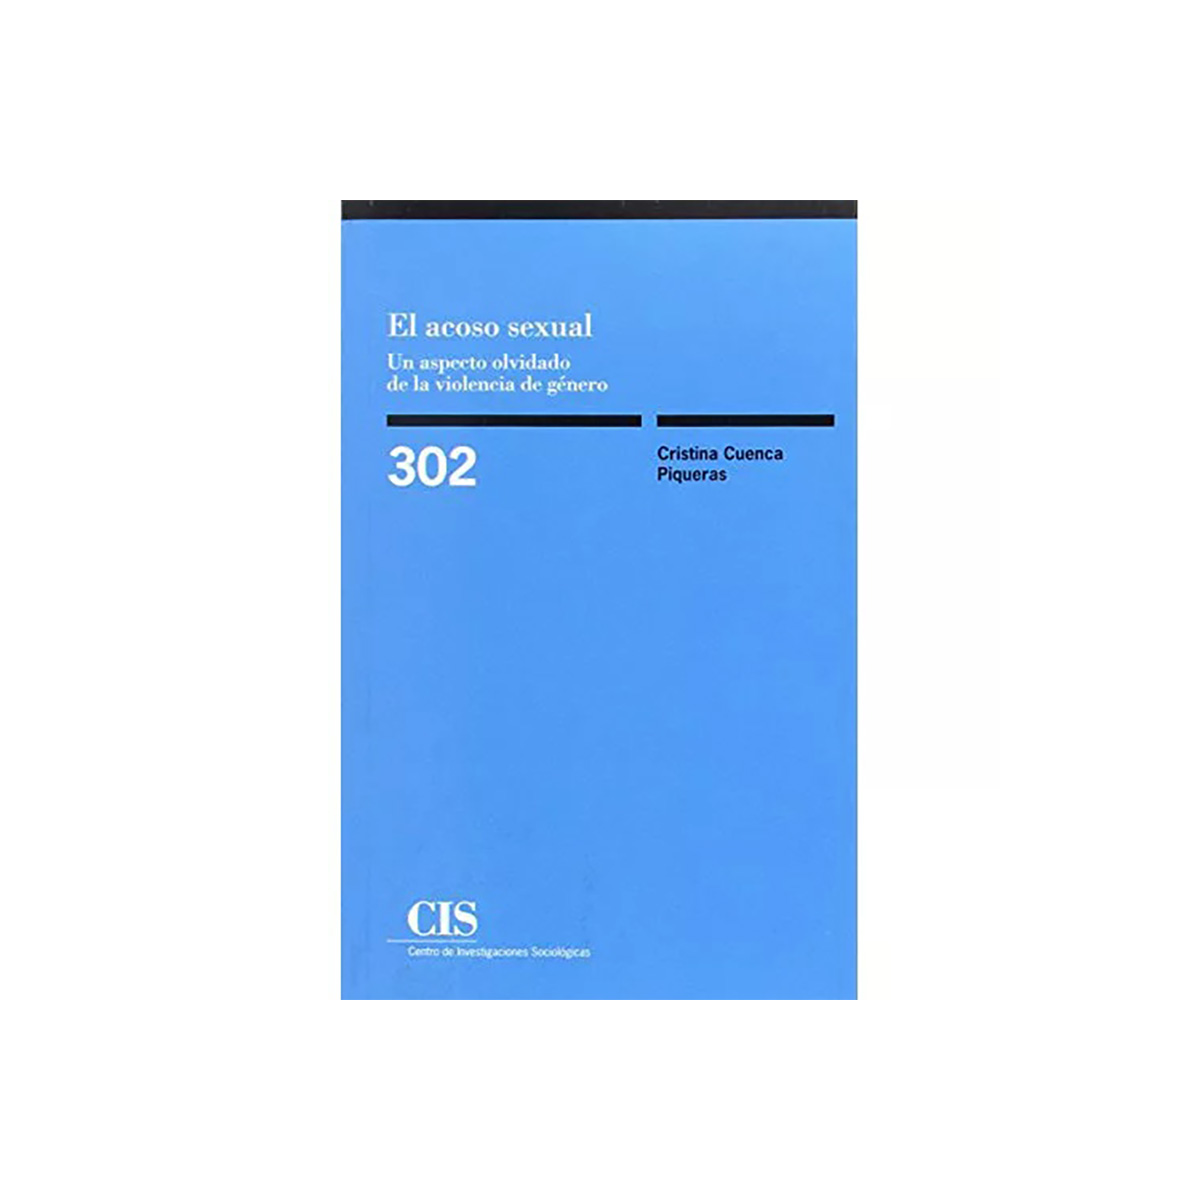 El acoso sexual
Un aspecto olvidado
de la violencia de género
302
Cristina Cuenca
Piqueras
CIS
Centro de Investigaciones Sociológicas